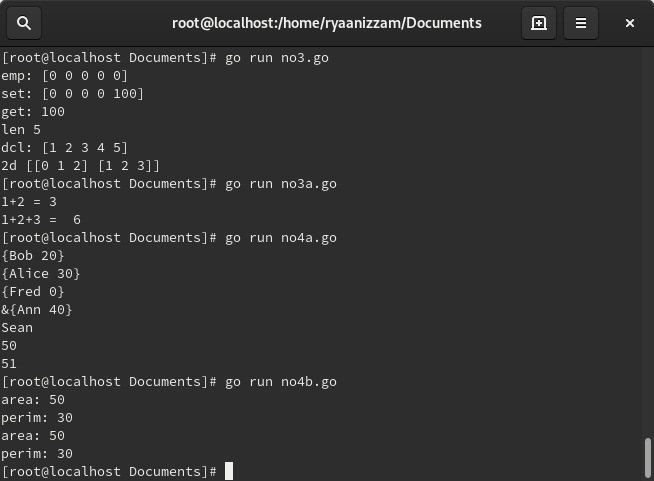 root@localhost:/home/ryaanizzam/Documents
[root@localhost Documents]# go run no3.go
emp: [0 0 0 0 0]
set: [0 0 0 0 100]
get: 100
len 5
dcl: [1 2 3 4 5]
2d [[0 1 2] [1 2 3]]
[root@localhost Documents]# go run no3a.go
1+2 = 3
1+2+3 =  6
[root@localhost Documents]# go run no4a.go
{Bob 20}
{Alice 30}
{Fred 0}
&{Ann 40}
Sean
50
51
[root@localhost Documents]# go run no4b.go
area: 50
perim: 30
area: 50
perim: 30
[root@localhost Documents]#